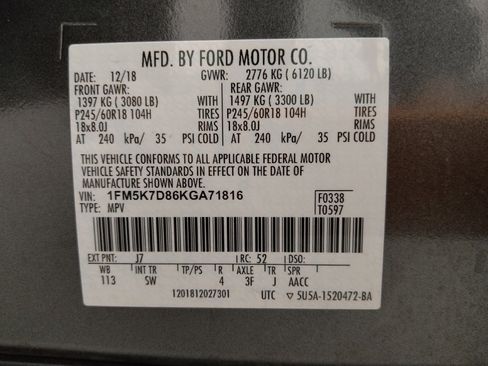 MFD. BY FORD MOTOR CO.
DATE: 12/18 GVWR: 2776 KG ( 6120 LB)
FRONT GAWR: REAR GAWR:
1397 KG ( 3080 LB) WITH 1497 KG ( 3300 LB) WITH
P245/60R18 104H TIRES P245/60R18 104H TIRES
18x8.0J RIMS 18x8.0J RIMS
AT 240 kPa/ 35 PSI COLD AT 240 kPa/ 35 PSI COLD
THIS VEHICLE CONFORMS TO ALL APPLICABLE FEDERAL MOTOR
VEHICLE SAFETY STANDARDS IN EFFECT ON THE DATE OF
MANUFACTURE SHOWN ABOVE.
VIN: 1FM5K7D86KGA71816 F0338
TYPE: MPV T0597
EXT PNT: J7 RC: 52 DSO:
WB INT TR TP/PS R AXLE TR SPR
113 SW 4 3F J AACC
1201812027301 UTC ▽ 5U5A-1520472-BA